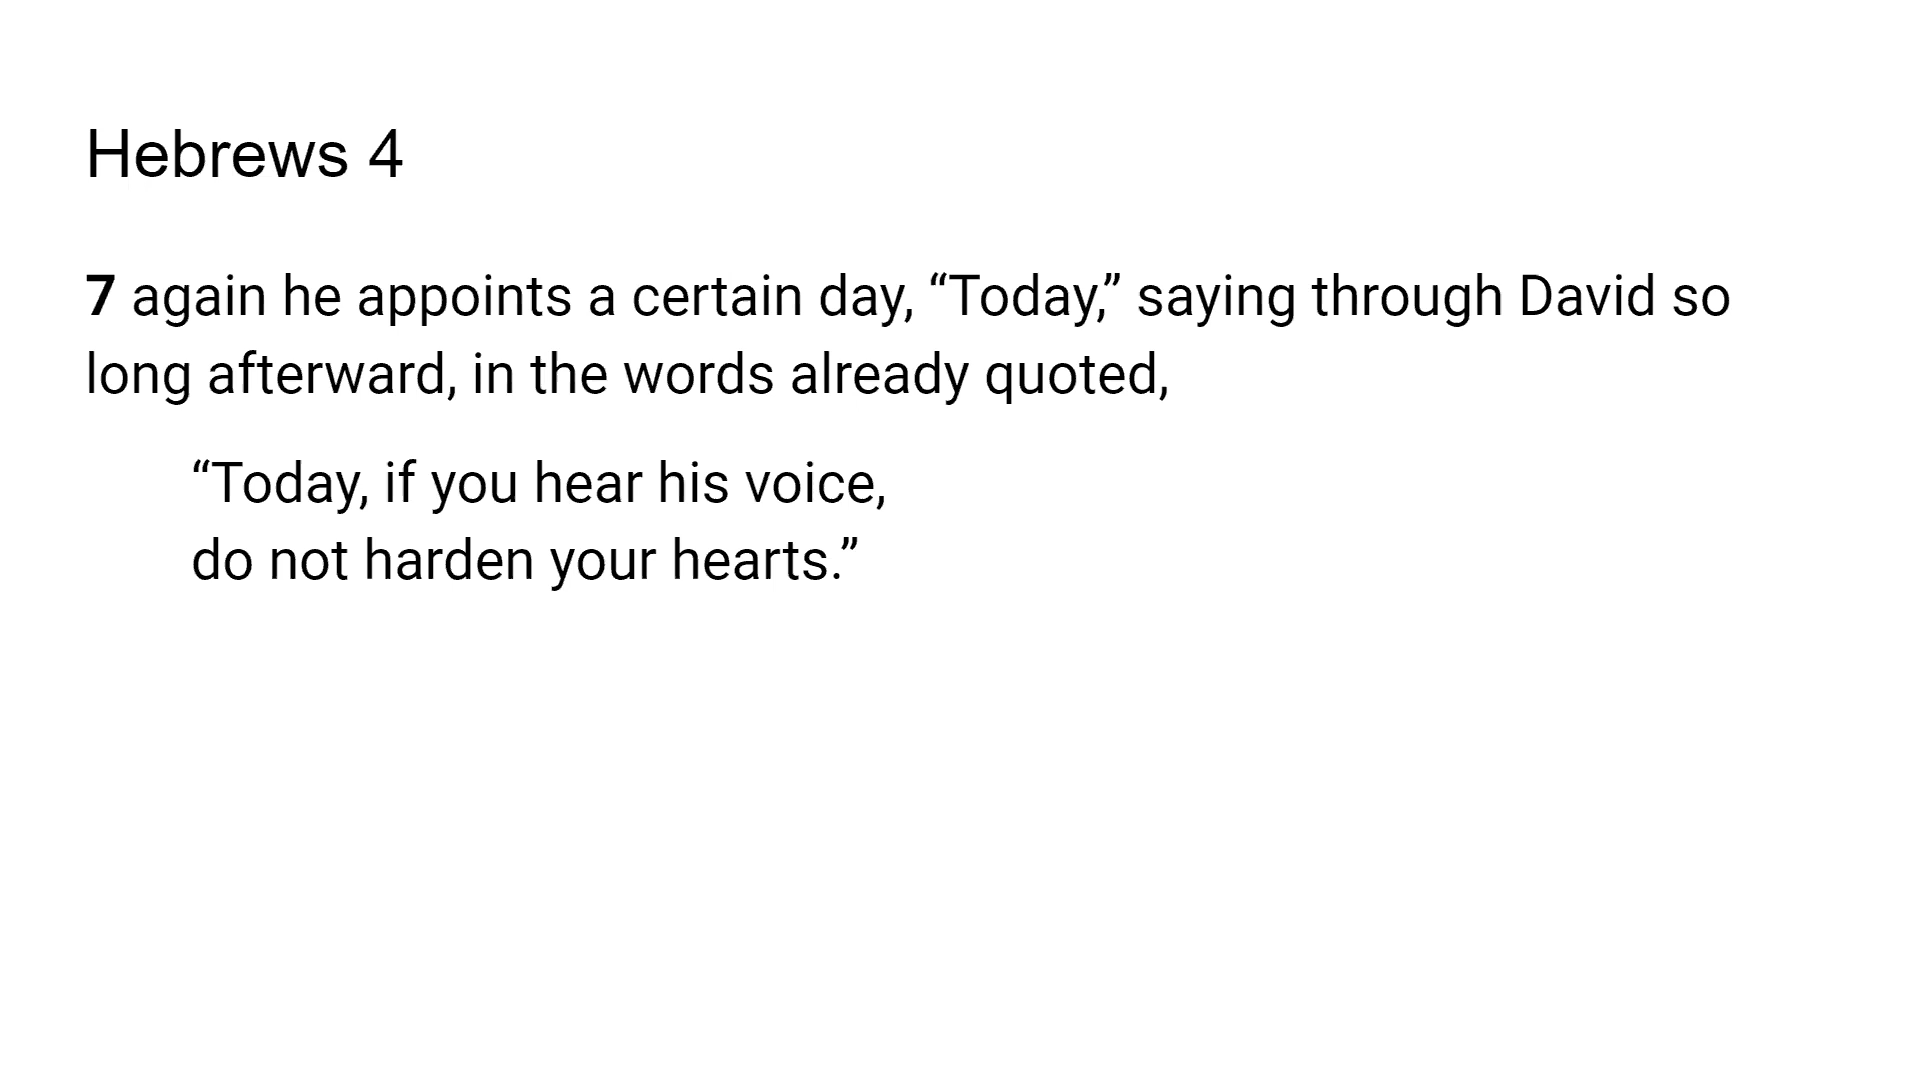 Hebrews 4
7 again he appoints a certain day, “Today,” saying through David so
long afterward, in the words already quoted,
“Today, if you hear his voice,
do not harden your hearts.”